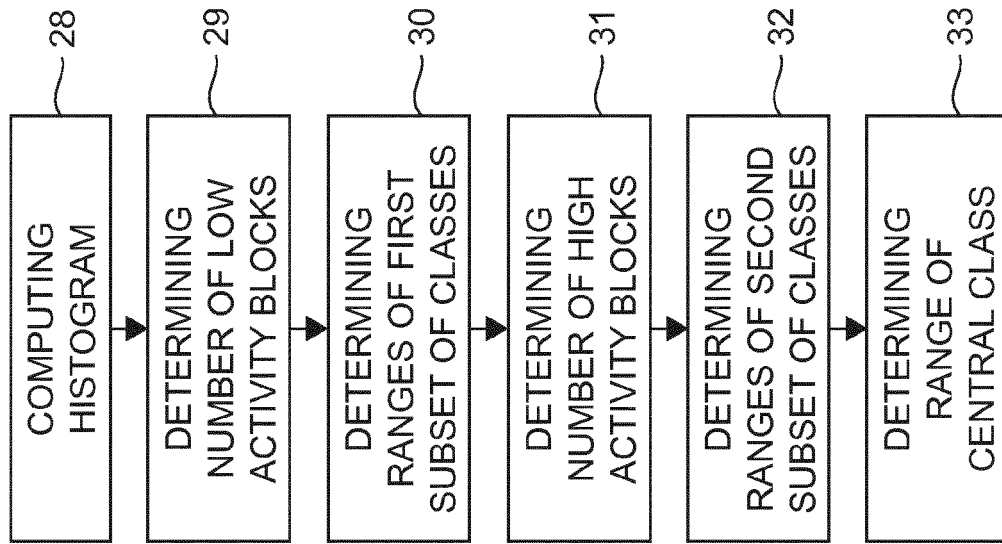 COMPUTING
HISTOGRAM
28
DETERMINING
NUMBER OF LOW
ACTIVITY BLOCKS
29
DETERMINING
RANGES OF FIRST
SUBSET OF CLASSES
30
DETERMINING
NUMBER OF HIGH
ACTIVITY BLOCKS
31
DETERMINING
RANGES OF SECOND
SUBSET OF CLASSES
32
DETERMINING
RANGE OF
CENTRAL CLASS
33